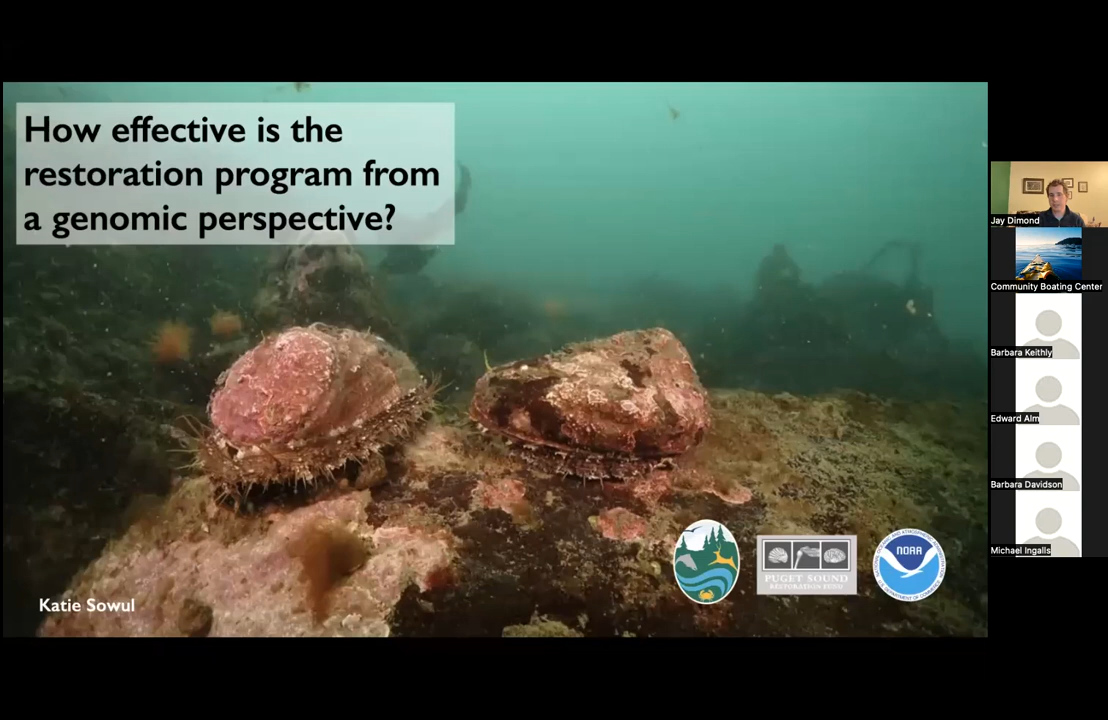 How effective is the
restoration program from
a genomic perspective?
Jay Dimond
Community Boating Center
Barbara Keithly
Edward Alm
Barbara Davidson
Michael Ingalls
NOAA
PUGET SOUND
RESTORATION FUND
Katie Sowul